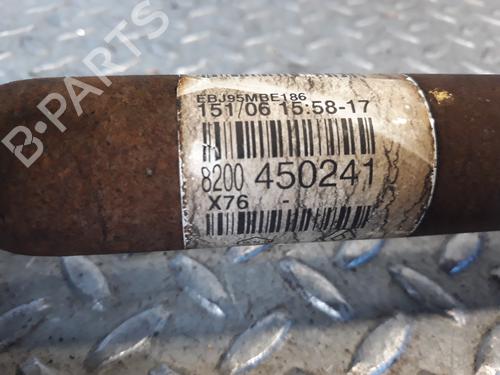 B-PARTS
EBJ95MBE186
151/06 15:58-17
8200 450241
X76 -